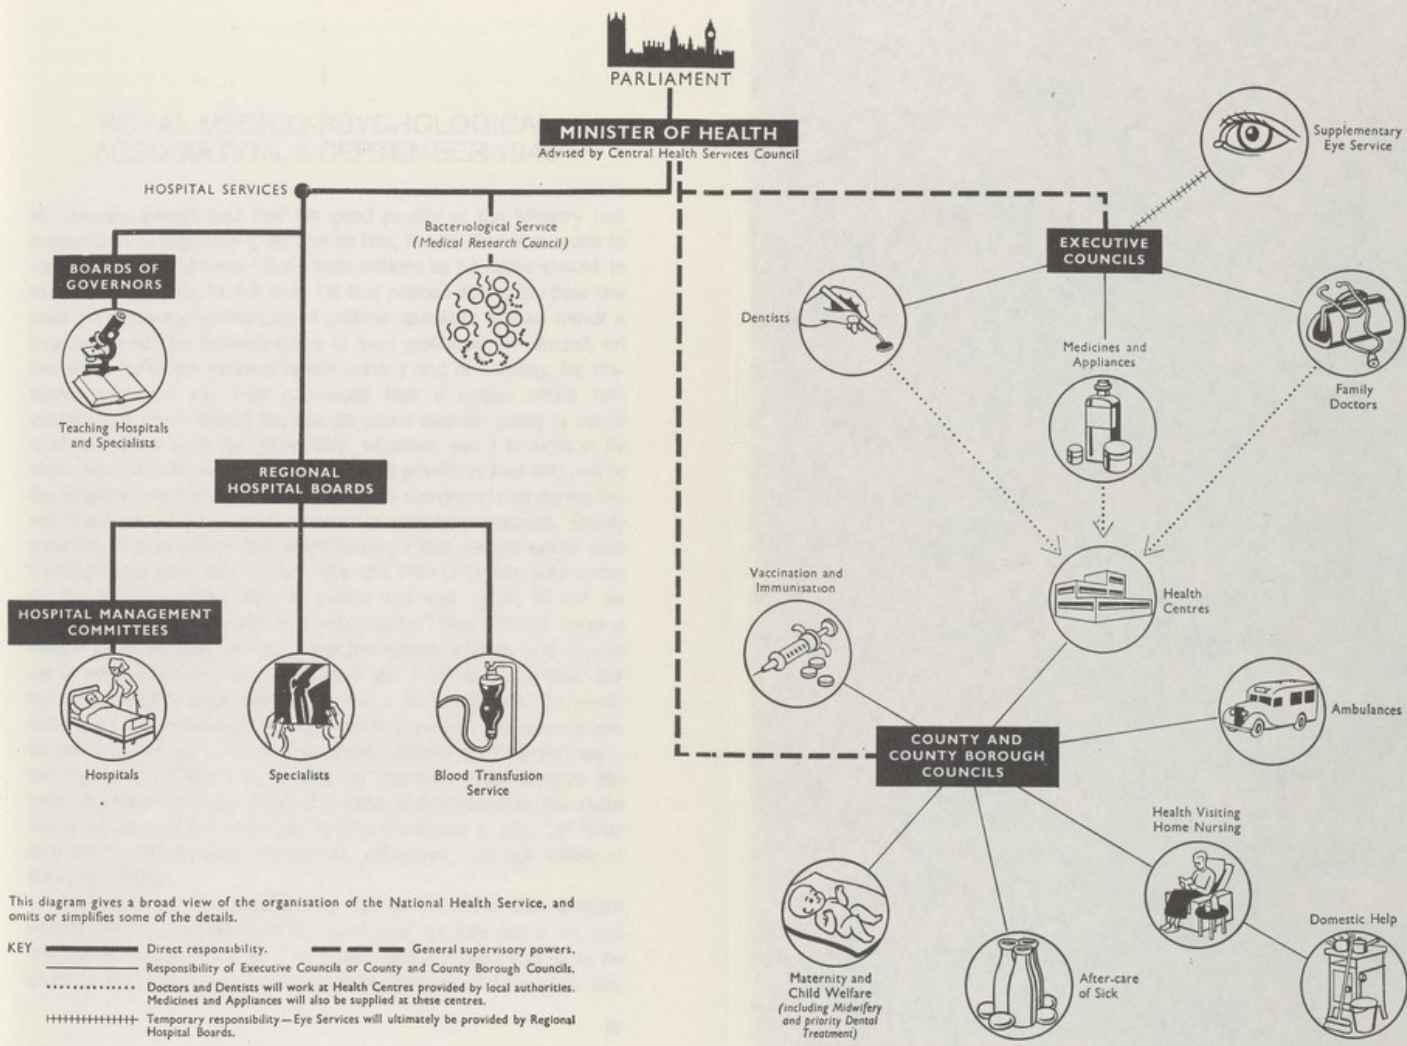 PARLIAMENT
MINISTER OF HEALTH
Advised by Central Health Services Council
HOSPITAL SERVICES
Bacteriological Service
(Medical Research Council)
BOARDS OF
GOVERNORS
Teaching Hospitals
and Specialists
REGIONAL
HOSPITAL BOARDS
HOSPITAL MANAGEMENT
COMMITTEES
Hospitals
Specialists
Blood Transfusion
Service
Supplementary
Eye Service
EXECUTIVE
COUNCILS
Dentists
Medicines and
Appliances
Family
Doctors
Health
Centres
Vaccination and
Immunisation
Ambulances
COUNTY AND
COUNTY BOROUGH
COUNCILS
Health Visiting
Home Nursing
Domestic Help
Maternity and
Child Welfare
(including Midwifery
and priority Dental
Treatment)
After-care
of Sick
This diagram gives a broad view of the organisation of the National Health Service, and
omits or simplifies some of the details.
KEY
Direct responsibility.
General supervisory powers.
Responsibility of Executive Councils or County and County Borough Councils.
Doctors and Dentists will work at Health Centres provided by local authorities.
Medicines and Appliances will also be supplied at these centres.
Temporary responsibility—Eye Services will ultimately be provided by Regional
Hospital Boards.